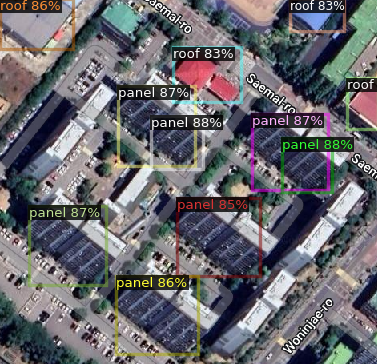 roof 86%
Saemal-ro
roof 83%
roof 83%
Saemal-ro
roof
panel 87%
panel 88%
panel 87%
panel 88%
Saem
panel 87%
panel 85%
panel 86%
Woninjae-ro